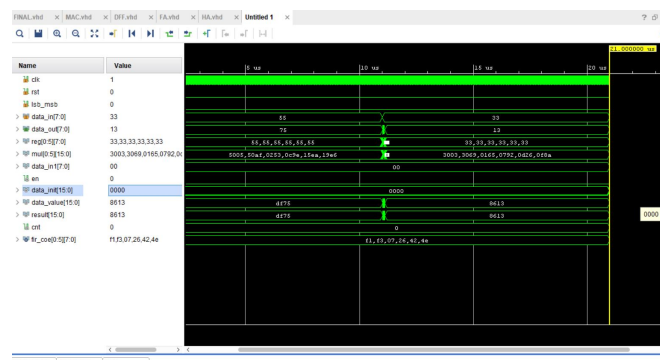 FINAL.vhd × MAC.vhd × DFF.vhd × FA.vhd × HA.vhd × Untitled 1 ×
21.000000 us
Name Value
5 us 10 us 15 us 20 us
clk 1
rst 0
lsb_msb 0
data_in[7:0] 33 55 33
data_out[7:0] 13 75 13
reg[0:5][7:0] 33,33,33,33,33,33 55,55,55,55,55,55 33,33,33,33,33,33
mul[0:5][15:0] 3003,3069,0165,0792,0c 5005,50af,0253,0c9e,15ea,19e6 3003,3069,0165,0792,0d26,0f8a
data_in1[7:0] 00 00
en 0
data_init[15:0] 0000 0000
data_value[15:0] 8613 df75 8613
result[15:0] 8613 df75 8613 0000
cnt 0 0
fir_coe[0:5][7:0] f1,f3,07,26,42,4e f1,f3,07,26,42,4e